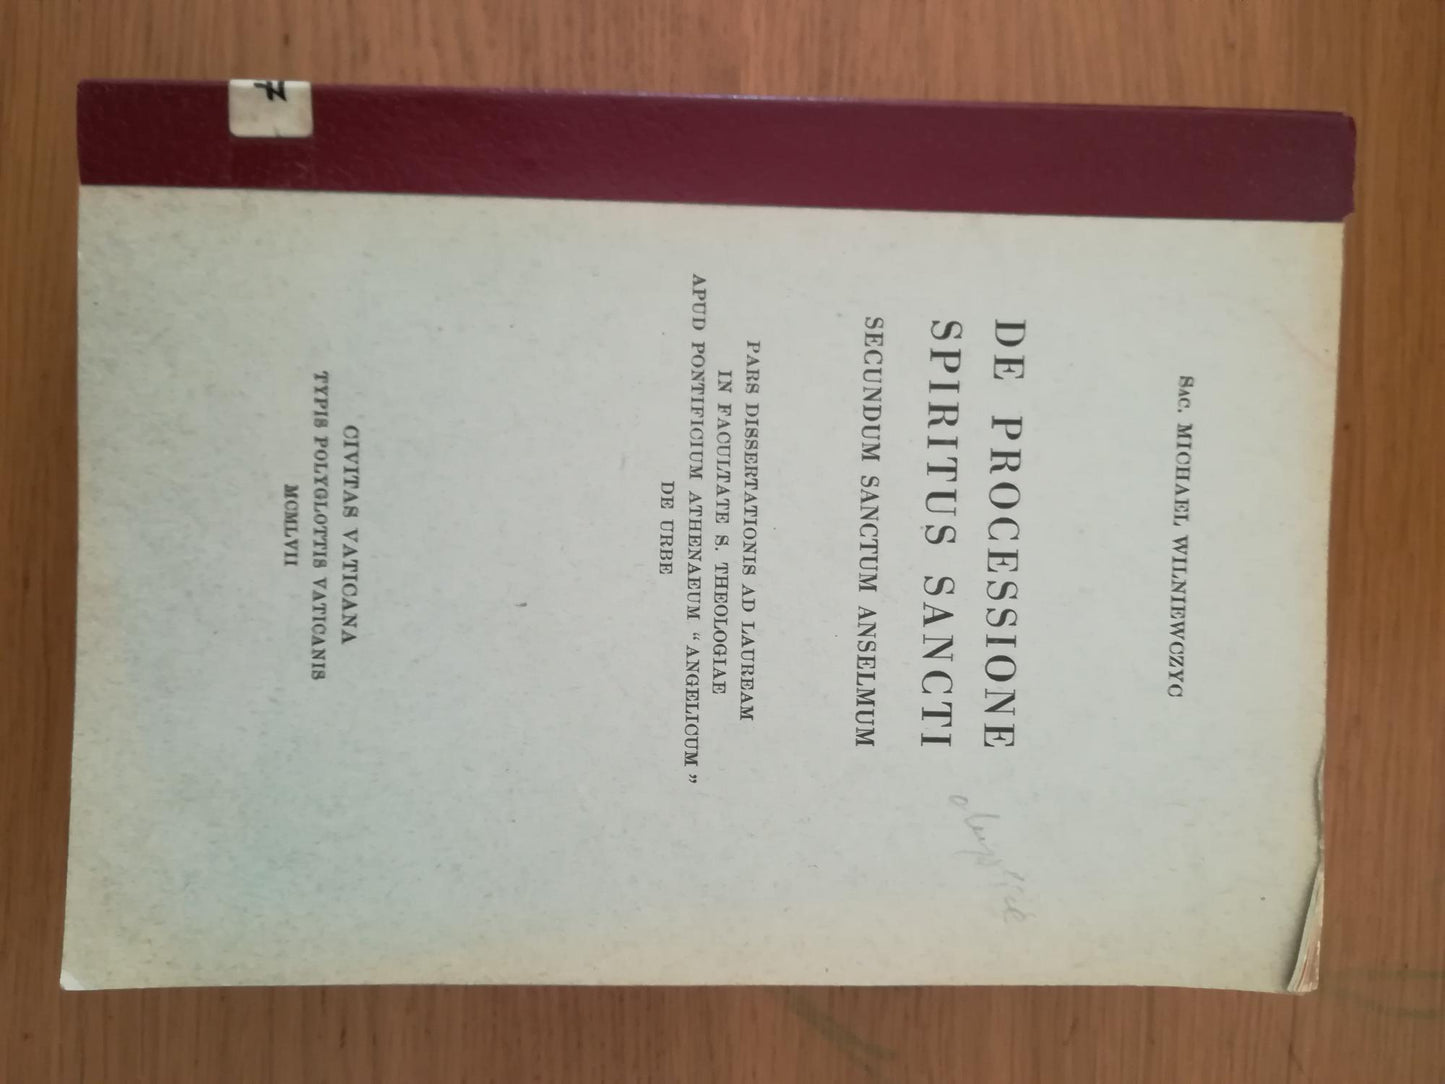 Sac. MICHAEL WILNIEWCZYC
DE PROCESSIONE
SPIRITUS SANCTI
SECUNDUM SANCTUM ANSELMUM
PARS DISSERTATIONIS AD LAUREAM
IN FACULTATE S. THEOLOGIAE
APUD PONTIFICIUM ATHENAEUM “ ANGELICUM ”
DE URBE
CIVITAS VATICANA
TYPIS POLYGLOTTIS VATICANIS
MCMLVII
7